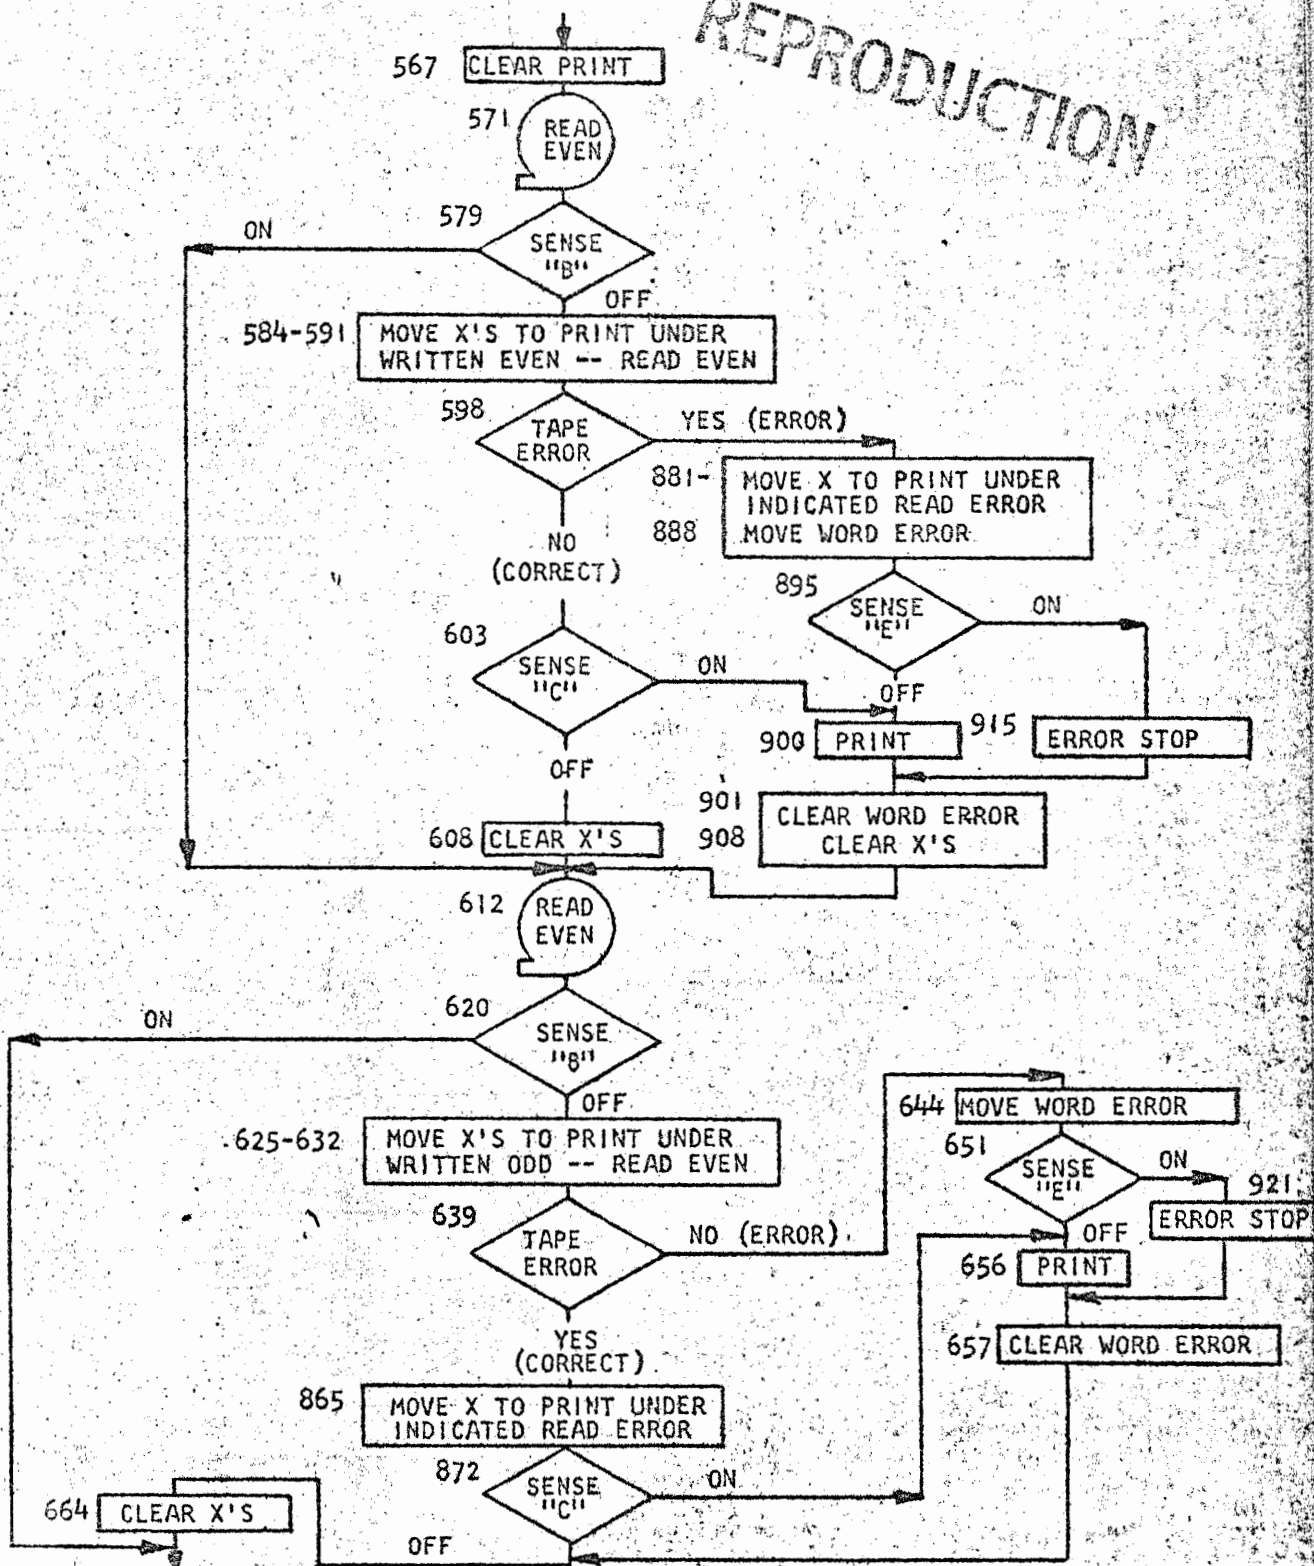 REPRODUCTION
567
CLEAR PRINT
571
READ
EVEN
579
SENSE
"B"
ON
OFF
584-591
MOVE X'S TO PRINT UNDER
WRITTEN EVEN -- READ EVEN
598
TAPE
ERROR
YES (ERROR)
881-
888
MOVE X TO PRINT UNDER
INDICATED READ ERROR
MOVE WORD ERROR
NO
(CORRECT)
895
SENSE
"E"
ON
OFF
603
SENSE
"C"
ON
OFF
900
PRINT
915
ERROR STOP
901
908
CLEAR WORD ERROR
CLEAR X'S
608
CLEAR X'S
612
READ
EVEN
620
SENSE
"B"
ON
OFF
625-632
MOVE X'S TO PRINT UNDER
WRITTEN ODD -- READ EVEN
639
TAPE
ERROR
NO (ERROR)
644
MOVE WORD ERROR
651
SENSE
"E"
ON
921
ERROR STOP
OFF
656
PRINT
657
CLEAR WORD ERROR
YES
(CORRECT)
865
MOVE X TO PRINT UNDER
INDICATED READ ERROR
872
SENSE
"C"
ON
OFF
664
CLEAR X'S